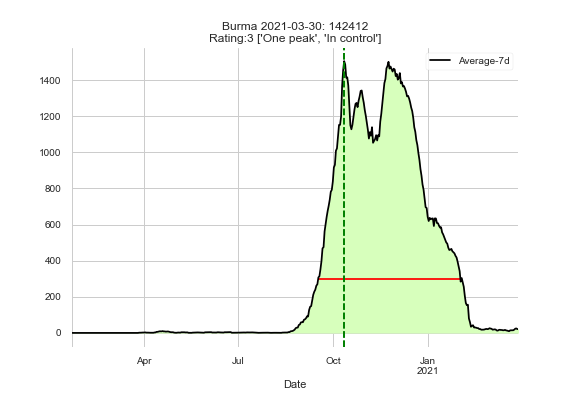 Burma 2021-03-30: 142412
Rating:3 ['One peak', 'In control']
Average-7d
1400
1200
1000
800
600
400
200
0
Apr
Jul
Oct
Jan
2021
Date